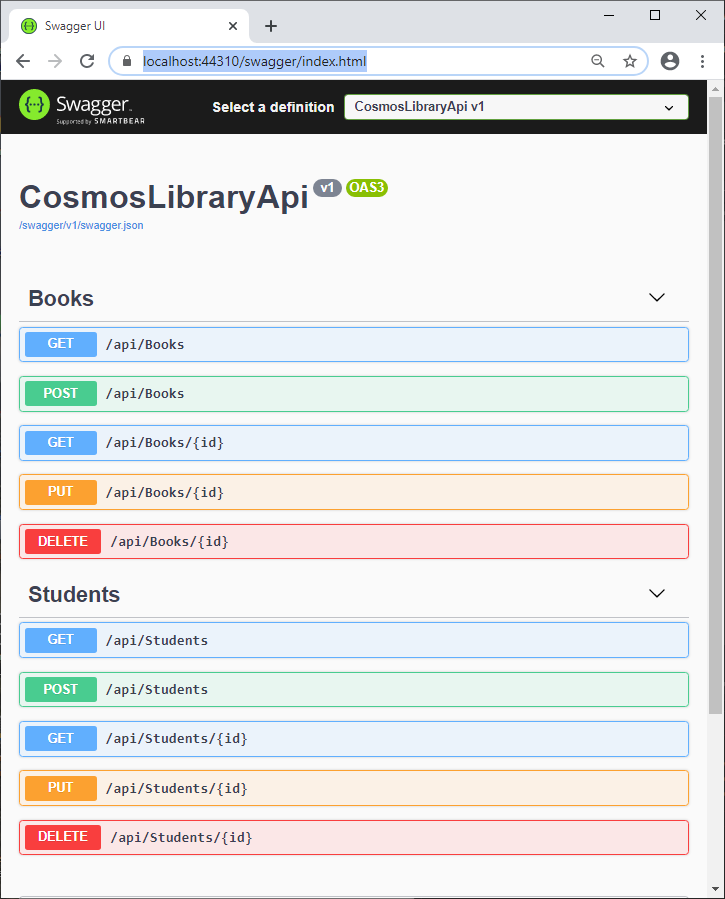 Swagger UI
localhost:44310/swagger/index.html
Swagger
Supported by SMARTBEAR
Select a definition
CosmosLibraryApi v1
CosmosLibraryApi v1 OAS3
/swagger/v1/swagger.json
Books
GET /api/Books
POST /api/Books
GET /api/Books/{id}
PUT /api/Books/{id}
DELETE /api/Books/{id}
Students
GET /api/Students
POST /api/Students
GET /api/Students/{id}
PUT /api/Students/{id}
DELETE /api/Students/{id}